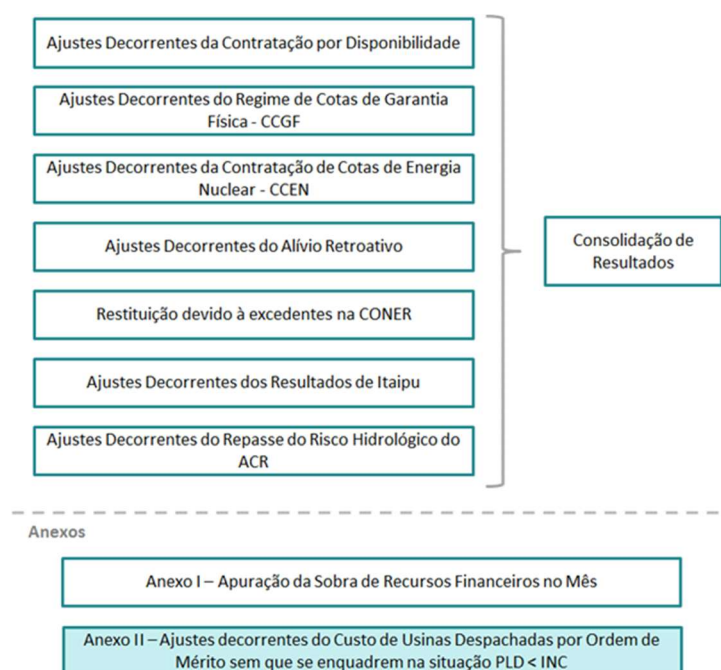 Ajustes Decorrentes da Contratação por Disponibilidade
Ajustes Decorrentes do Regime de Cotas de Garantia
Física - CCGF
Ajustes Decorrentes da Contratação de Cotas de Energia
Nuclear - CCEN
Ajustes Decorrentes do Alívio Retroativo
Restituição devido à excedentes na CONER
Ajustes Decorrentes dos Resultados de Itaipu
Ajustes Decorrentes do Repasse do Risco Hidrológico do
ACR
Consolidação de
Resultados
Anexos
Anexo I – Apuração da Sobra de Recursos Financeiros no Mês
Anexo II – Ajustes decorrentes do Custo de Usinas Despachadas por Ordem de
Mérito sem que se enquadrem na situação PLD < INC